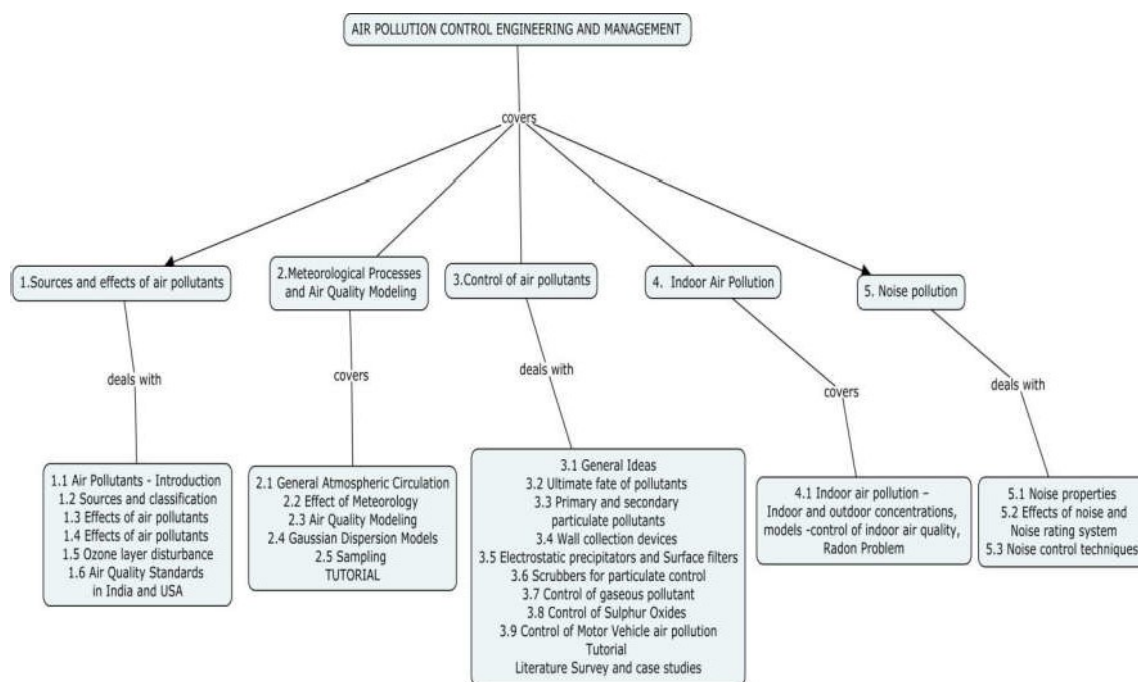 AIR POLLUTION CONTROL ENGINEERING AND MANAGEMENT
covers
1.Sources and effects of air pollutants
2.Meteorological Processes
and Air Quality Modeling
3.Control of air pollutants
4. Indoor Air Pollution
5. Noise pollution
deals with
covers
deals with
covers
deals with
1.1 Air Pollutants - Introduction
1.2 Sources and classification
1.3 Effects of air pollutants
1.4 Effects of air pollutants
1.5 Ozone layer disturbance
1.6 Air Quality Standards
in India and USA
2.1 General Atmospheric Circulation
2.2 Effect of Meteorology
2.3 Air Quality Modeling
2.4 Gaussian Dispersion Models
2.5 Sampling
TUTORIAL
3.1 General Ideas
3.2 Ultimate fate of pollutants
3.3 Primary and secondary
particulate pollutants
3.4 Wall collection devices
3.5 Electrostatic precipitators and Surface filters
3.6 Scrubbers for particulate control
3.7 Control of gaseous pollutant
3.8 Control of Sulphur Oxides
3.9 Control of Motor Vehicle air pollution
Tutorial
Literature Survey and case studies
4.1 Indoor air pollution –
Indoor and outdoor concentrations,
models -control of indoor air quality,
Radon Problem
5.1 Noise properties
5.2 Effects of noise and
Noise rating system
5.3 Noise control techniques